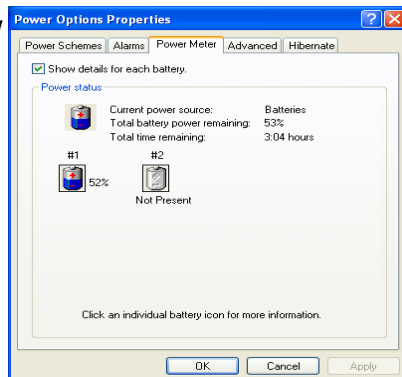 Power Options Properties
Power Schemes Alarms Power Meter Advanced Hibernate
Show details for each battery.
Power status
Current power source: Batteries
Total battery power remaining: 53%
Total time remaining: 3:04 hours
#1 #2
52%
Not Present
Click an individual battery icon for more information.
OK Cancel Apply